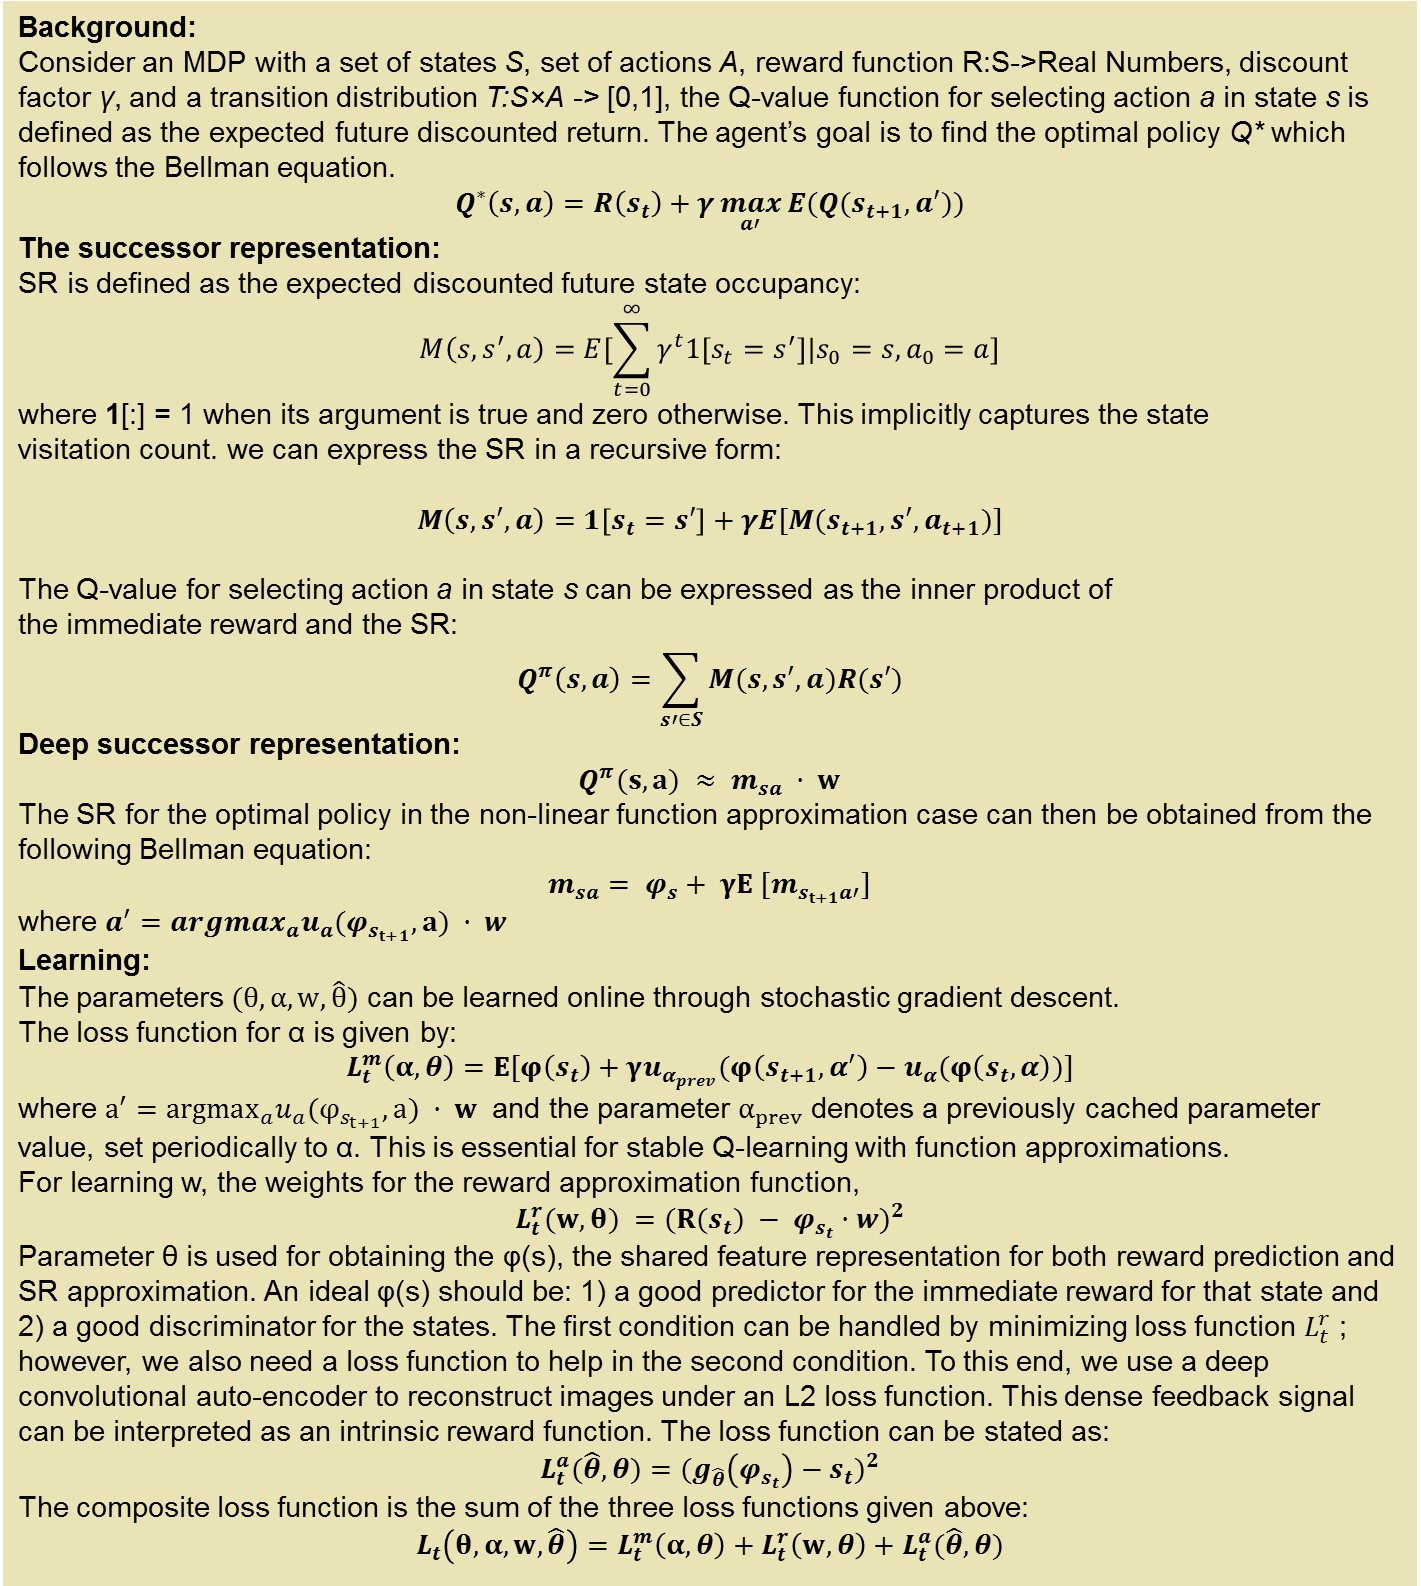 Background:
Consider an MDP with a set of states S, set of actions A, reward function R:S->Real Numbers, discount
factor γ, and a transition distribution T:S×A -> [0,1], the Q-value function for selecting action a in state s is
defined as the expected future discounted return. The agent’s goal is to find the optimal policy Q* which
follows the Bellman equation.
Q*(s, a) = R(s_t) + γ max_{a′} E(Q(s_{t+1}, a′))
The successor representation:
SR is defined as the expected discounted future state occupancy:
M(s, s′, a) = E[∑_{t=0}^{∞} γ^t 1[s_t = s′]|s_0 = s, a_0 = a]
where 1[:] = 1 when its argument is true and zero otherwise. This implicitly captures the state
visitation count. we can express the SR in a recursive form:
M(s, s′, a) = 1[s_t = s′] + γE[M(s_{t+1}, s′, a_{t+1})]
The Q-value for selecting action a in state s can be expressed as the inner product of
the immediate reward and the SR:
Q^π(s, a) = ∑_{s′∈S} M(s, s′, a)R(s′)
Deep successor representation:
Q^π(s, a) ≈ m_{sa} · w
The SR for the optimal policy in the non-linear function approximation case can then be obtained from the
following Bellman equation:
m_{sa} = φ_s + γE [m_{s_{t+1}a′}]
where a′ = argmax_a u_a(φ_{s_{t+1}}, a) · w
Learning:
The parameters (θ, α, w, θ̂) can be learned online through stochastic gradient descent.
The loss function for α is given by:
L_t^m(α, θ) = E[φ(s_t) + γu_{α_{prev}}(φ(s_{t+1}, α′) − u_α(φ(s_t, α))]
where a′ = argmax_a u_a(φ_{s_{t+1}}, a) · w and the parameter α_{prev} denotes a previously cached parameter
value, set periodically to α. This is essential for stable Q-learning with function approximations.
For learning w, the weights for the reward approximation function,
L_t^r(w, θ) = (R(s_t) − φ_{s_t} · w)^2
Parameter θ is used for obtaining the φ(s), the shared feature representation for both reward prediction and
SR approximation. An ideal φ(s) should be: 1) a good predictor for the immediate reward for that state and
2) a good discriminator for the states. The first condition can be handled by minimizing loss function L_t^r ;
however, we also need a loss function to help in the second condition. To this end, we use a deep
convolutional auto-encoder to reconstruct images under an L2 loss function. This dense feedback signal
can be interpreted as an intrinsic reward function. The loss function can be stated as:
L_t^a(θ̂, θ) = (g_{θ̂}(φ_{s_t}) − s_t)^2
The composite loss function is the sum of the three loss functions given above:
L_t(θ, α, w, θ̂) = L_t^m(α, θ) + L_t^r(w, θ) + L_t^a(θ̂, θ)